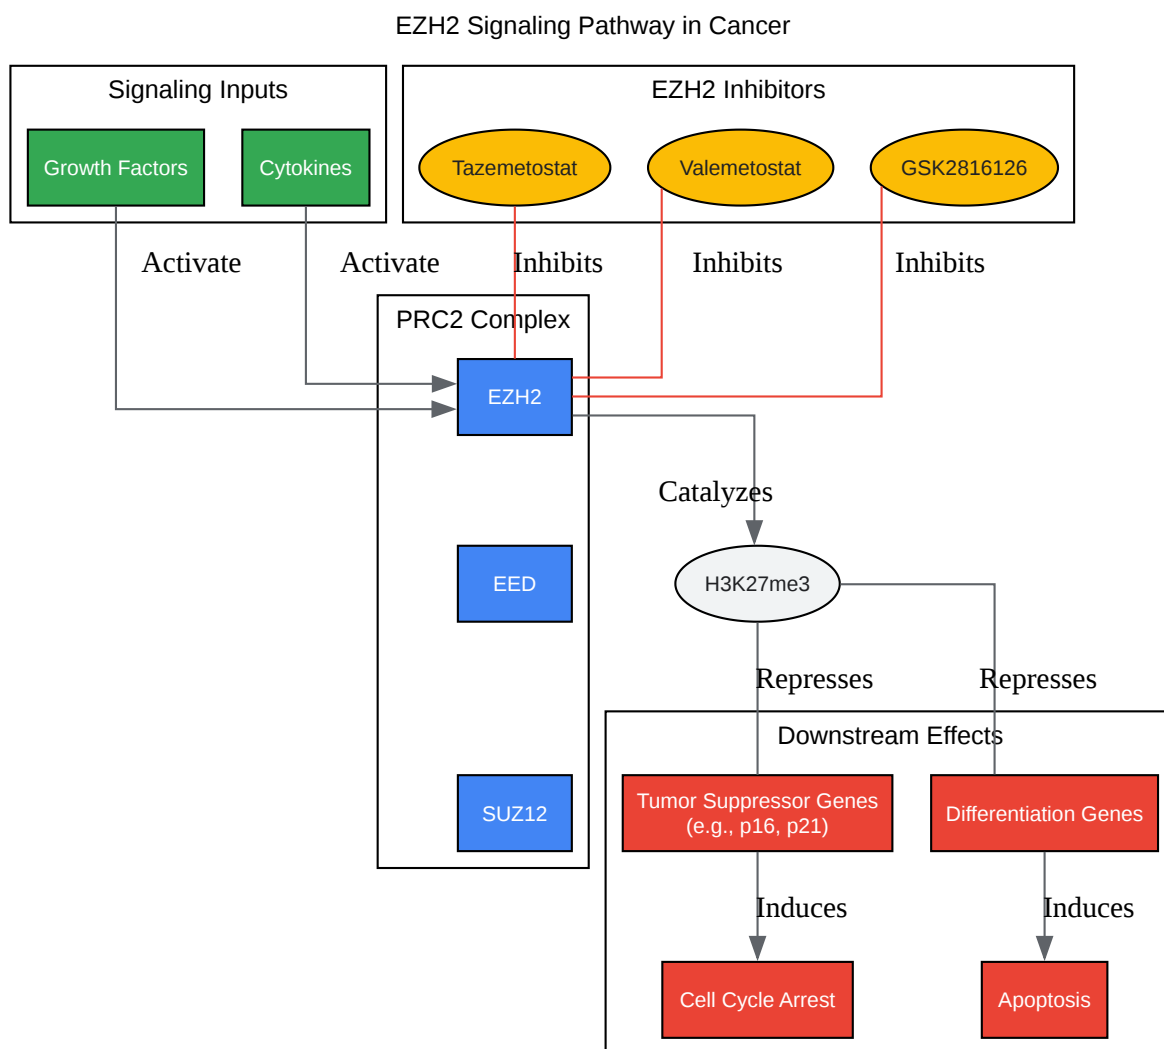 EZH2 Signaling Pathway in Cancer
Signaling Inputs
EZH2 Inhibitors
Growth Factors
Cytokines
Tazemetostat
Valemetostat
GSK2816126
Activate
Activate
Inhibits
Inhibits
Inhibits
PRC2 Complex
EZH2
Catalyzes
EED
H3K27me3
Represses
Represses
Downstream Effects
SUZ12
Tumor Suppressor Genes
(e.g., p16, p21)
Differentiation Genes
Induces
Induces
Cell Cycle Arrest
Apoptosis